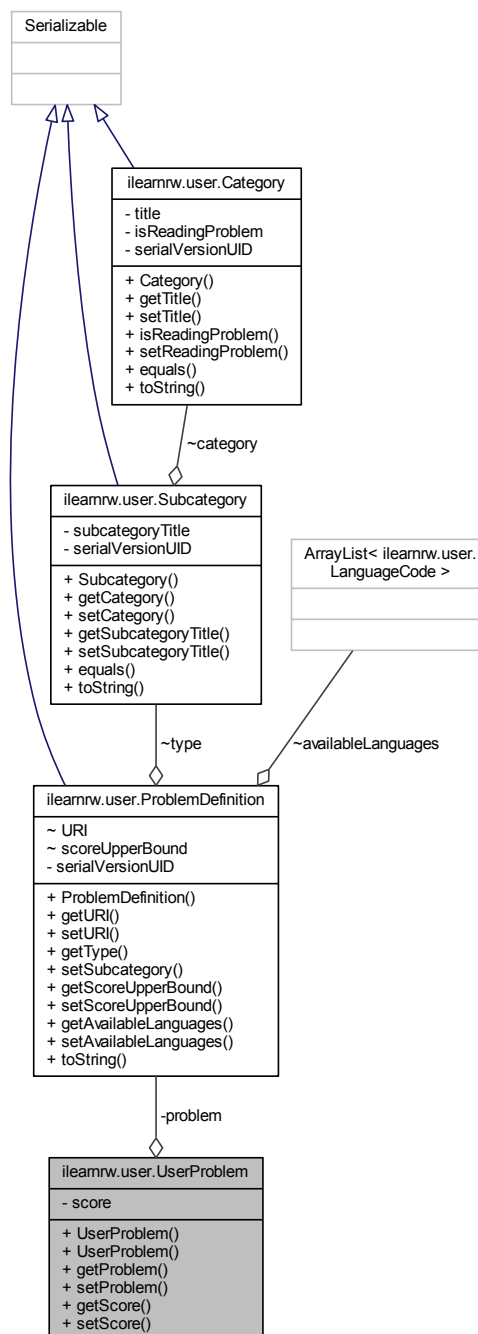 Serializable
ilearnrw.user.Category
- title
- isReadingProblem
- serialVersionUID
+ Category()
+ getTitle()
+ setTitle()
+ isReadingProblem()
+ setReadingProblem()
+ equals()
+ toString()
~category
ilearnrw.user.Subcategory
- subcategoryTitle
- serialVersionUID
+ Subcategory()
+ getCategory()
+ setCategory()
+ getSubcategoryTitle()
+ setSubcategoryTitle()
+ equals()
+ toString()
ArrayList< ilearnrw.user.
LanguageCode >
~type
~availableLanguages
ilearnrw.user.ProblemDefinition
~ URI
~ scoreUpperBound
- serialVersionUID
+ ProblemDefinition()
+ getURI()
+ setURI()
+ getType()
+ setSubcategory()
+ getScoreUpperBound()
+ setScoreUpperBound()
+ getAvailableLanguages()
+ setAvailableLanguages()
+ toString()
-problem
ilearnrw.user.UserProblem
- score
+ UserProblem()
+ UserProblem()
+ getProblem()
+ setProblem()
+ getScore()
+ setScore()